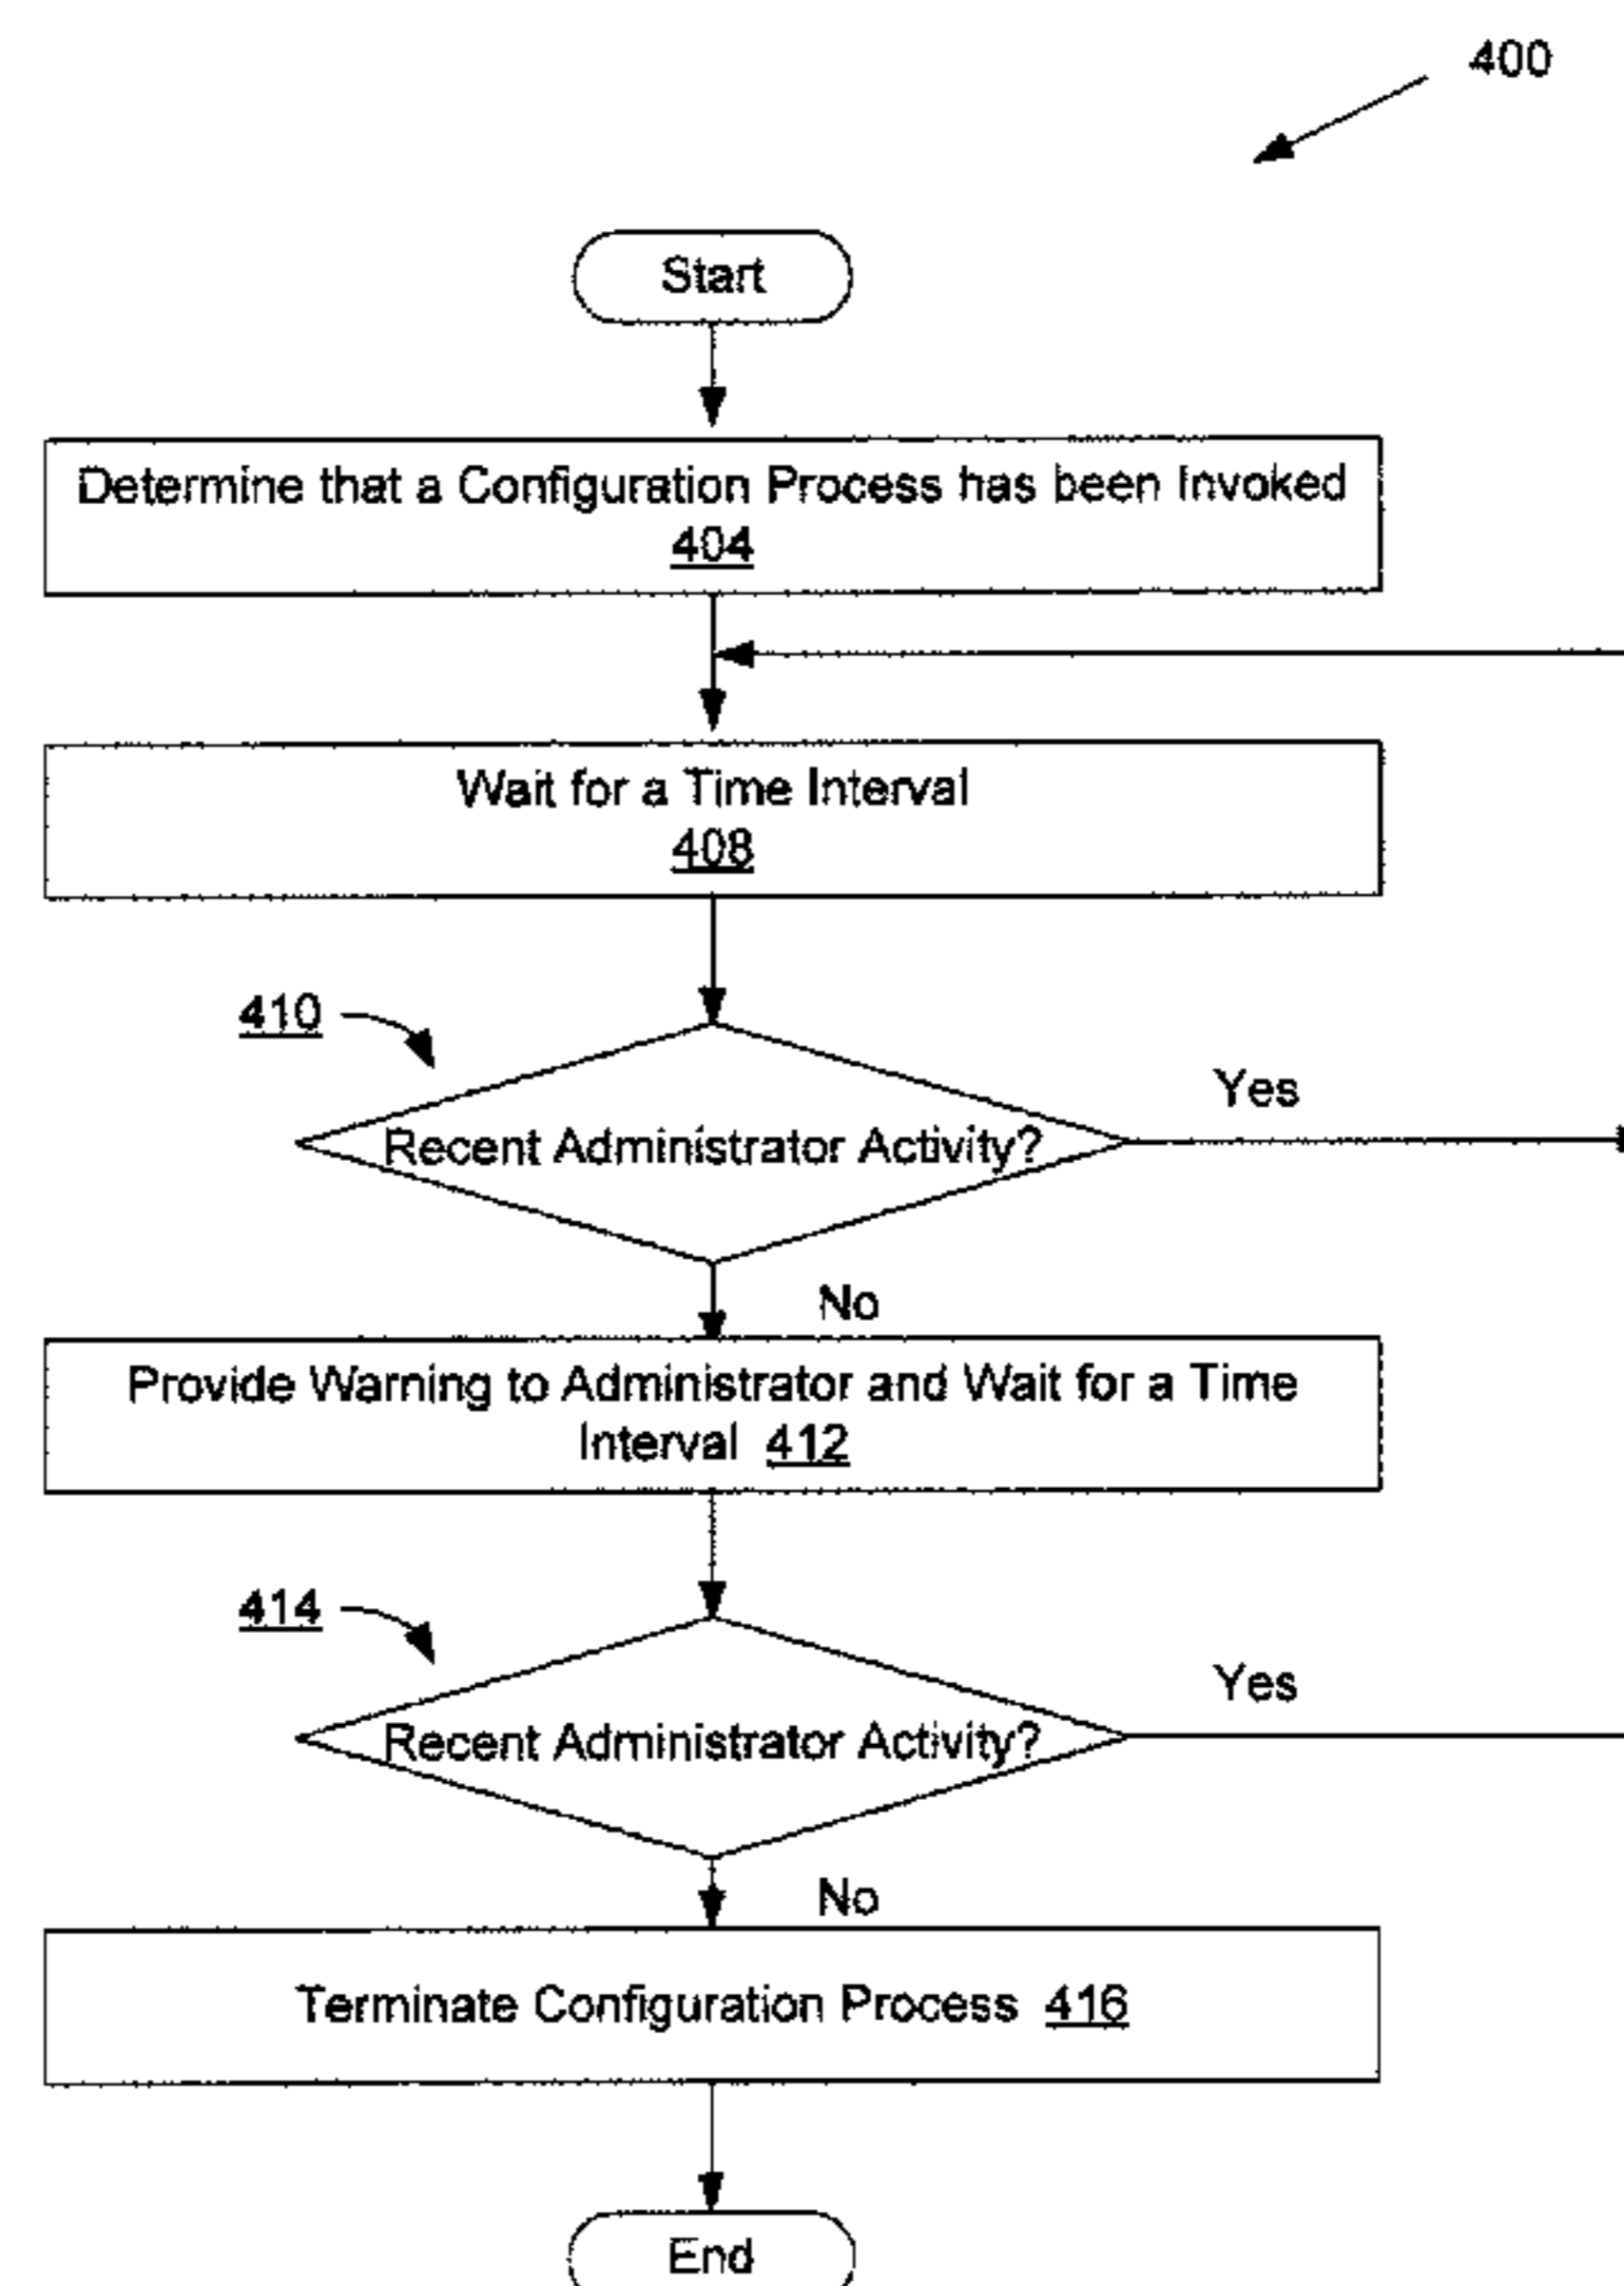 400
Start
Determine that a Configuration Process has been Invoked
404
Wait for a Time Interval
408
410
Yes
Recent Administrator Activity?
No
Provide Warning to Administrator and Wait for a Time
Interval 412
414
Yes
Recent Administrator Activity?
No
Terminate Configuration Process 416
End